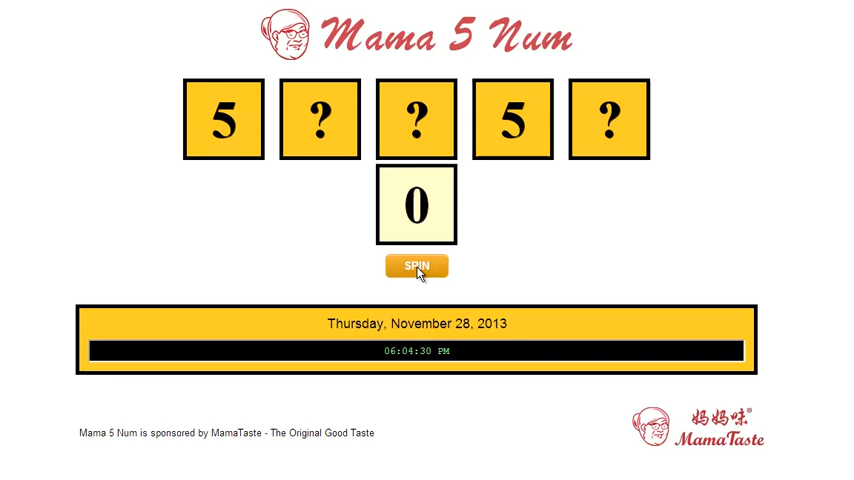 Mama 5 Num
5 ? ? 5 ?
0
SPIN
Thursday, November 28, 2013
06:04:30 PM
Mama 5 Num is sponsored by MamaTaste - The Original Good Taste
妈妈味®
MamaTaste